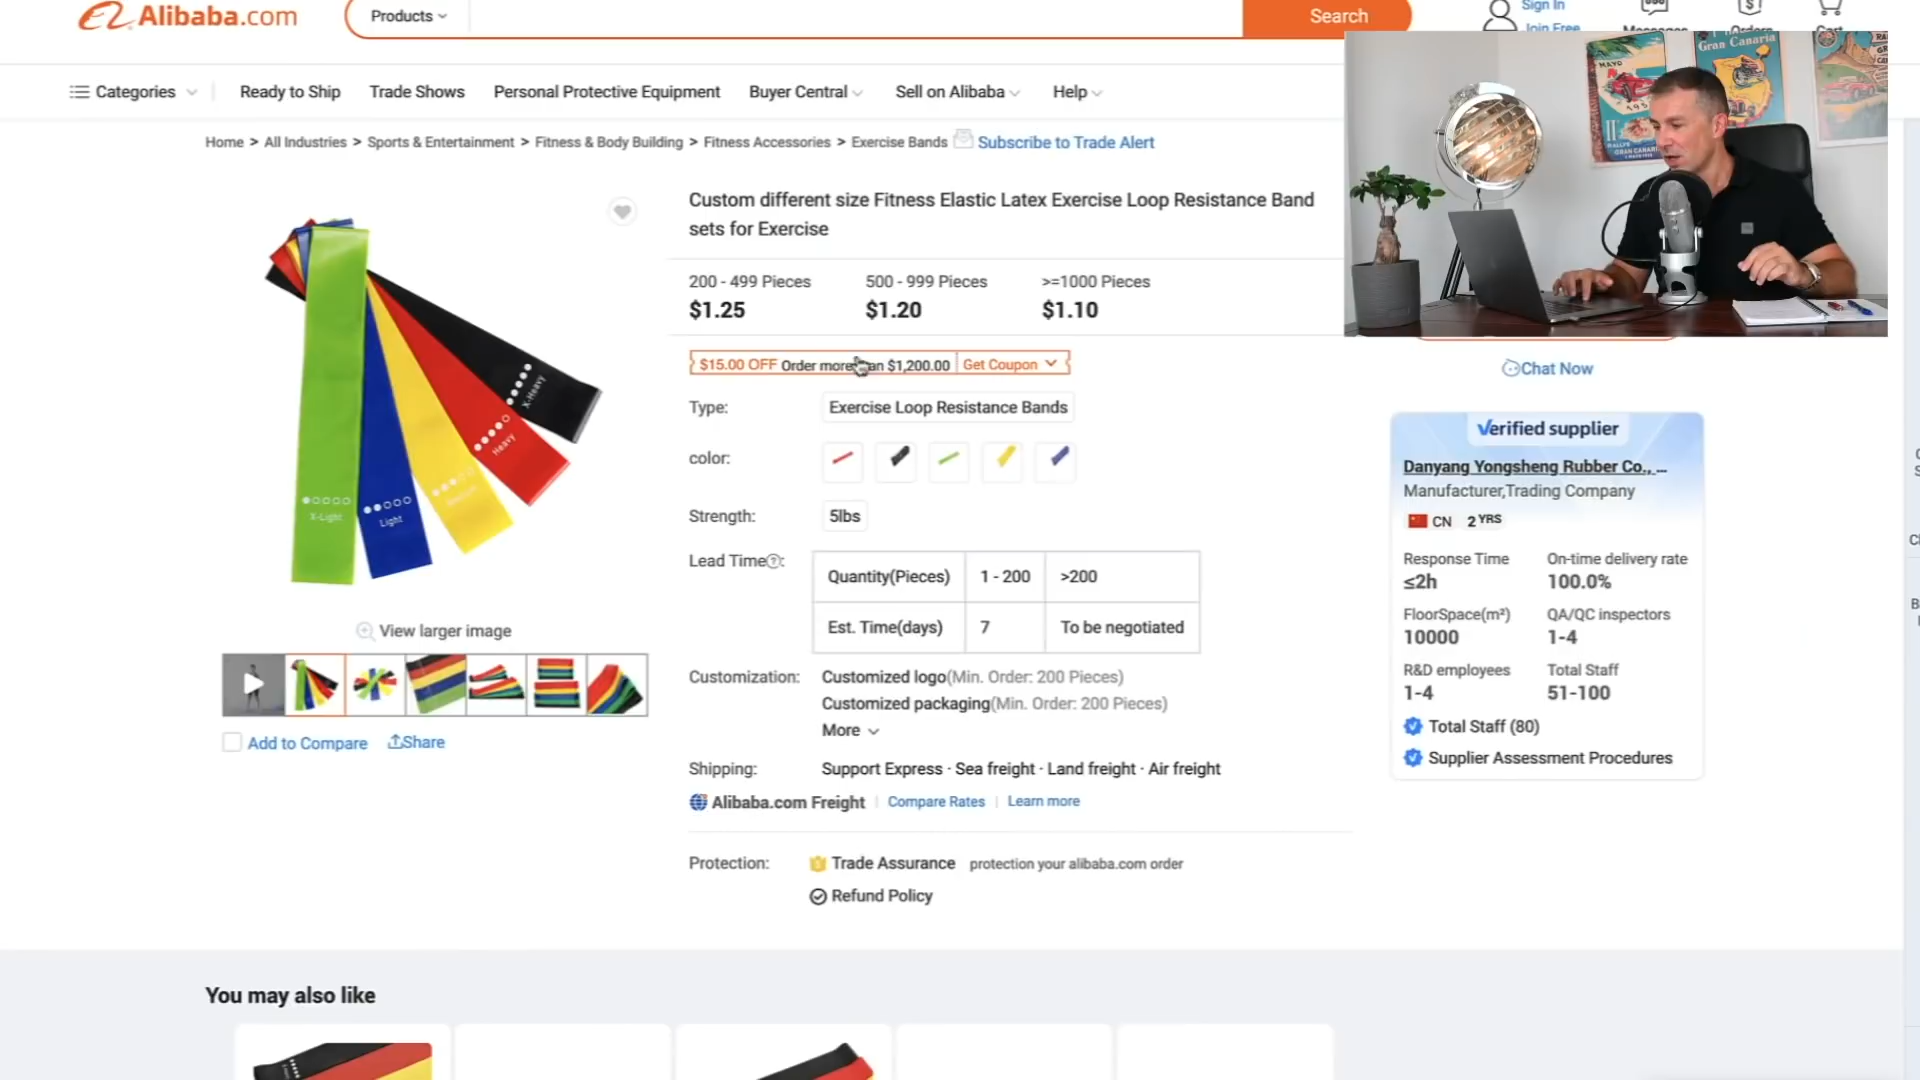 Alibaba.com
Products
Search
Sign In
Join Free
Messages
Orders
Cart
Categories
Ready to Ship
Trade Shows
Personal Protective Equipment
Buyer Central
Sell on Alibaba
Help
Home > All Industries > Sports & Entertainment > Fitness & Body Building > Fitness Accessories > Exercise Bands
Subscribe to Trade Alert
MAYO
Gran Canaria
Custom different size Fitness Elastic Latex Exercise Loop Resistance Band
sets for Exercise
200 - 499 Pieces
500 - 999 Pieces
>=1000 Pieces
$1.25
$1.20
$1.10
$15.00 OFF Order more than $1,200.00
Get Coupon
Type:
Exercise Loop Resistance Bands
color:
Strength:
5lbs
Lead Time?:
Quantity(Pieces)
1 - 200
>200
Est. Time(days)
7
To be negotiated
Customization:
Customized logo(Min. Order: 200 Pieces)
Customized packaging(Min. Order: 200 Pieces)
More
Shipping:
Support Express · Sea freight · Land freight · Air freight
Alibaba.com Freight
Compare Rates
Learn more
Protection:
Trade Assurance
protection your alibaba.com order
Refund Policy
X-Light
Light
Medium
Heavy
X-Heavy
View larger image
Add to Compare
Share
Chat Now
Verified supplier
Danyang Yongsheng Rubber Co., ...
Manufacturer,Trading Company
CN
2 YRS
Response Time
≤2h
On-time delivery rate
100.0%
FloorSpace(m²)
10000
QA/QC inspectors
1-4
R&D employees
1-4
Total Staff
51-100
Total Staff (80)
Supplier Assessment Procedures
You may also like